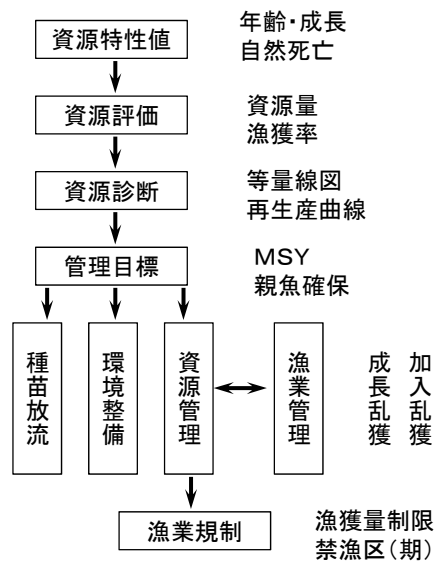 資源特性値
年齢・成長
自然死亡
資源評価
資源量
漁獲率
資源診断
等量線図
再生産曲線
管理目標
MSY
親魚確保
種苗放流
環境整備
資源管理
漁業管理
成長乱獲
加入乱獲
漁業規制
漁獲量制限
禁漁区(期)